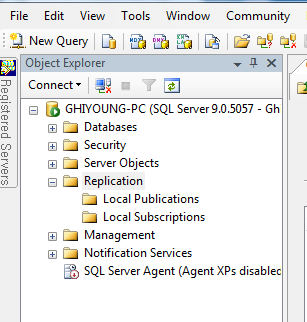 File Edit View Tools Window Community
New Query
Object Explorer
Connect
Registered Servers
GHIYOUNG-PC (SQL Server 9.0.5057 - Gh
Databases
Security
Server Objects
Replication
Local Publications
Local Subscriptions
Management
Notification Services
SQL Server Agent (Agent XPs disabled